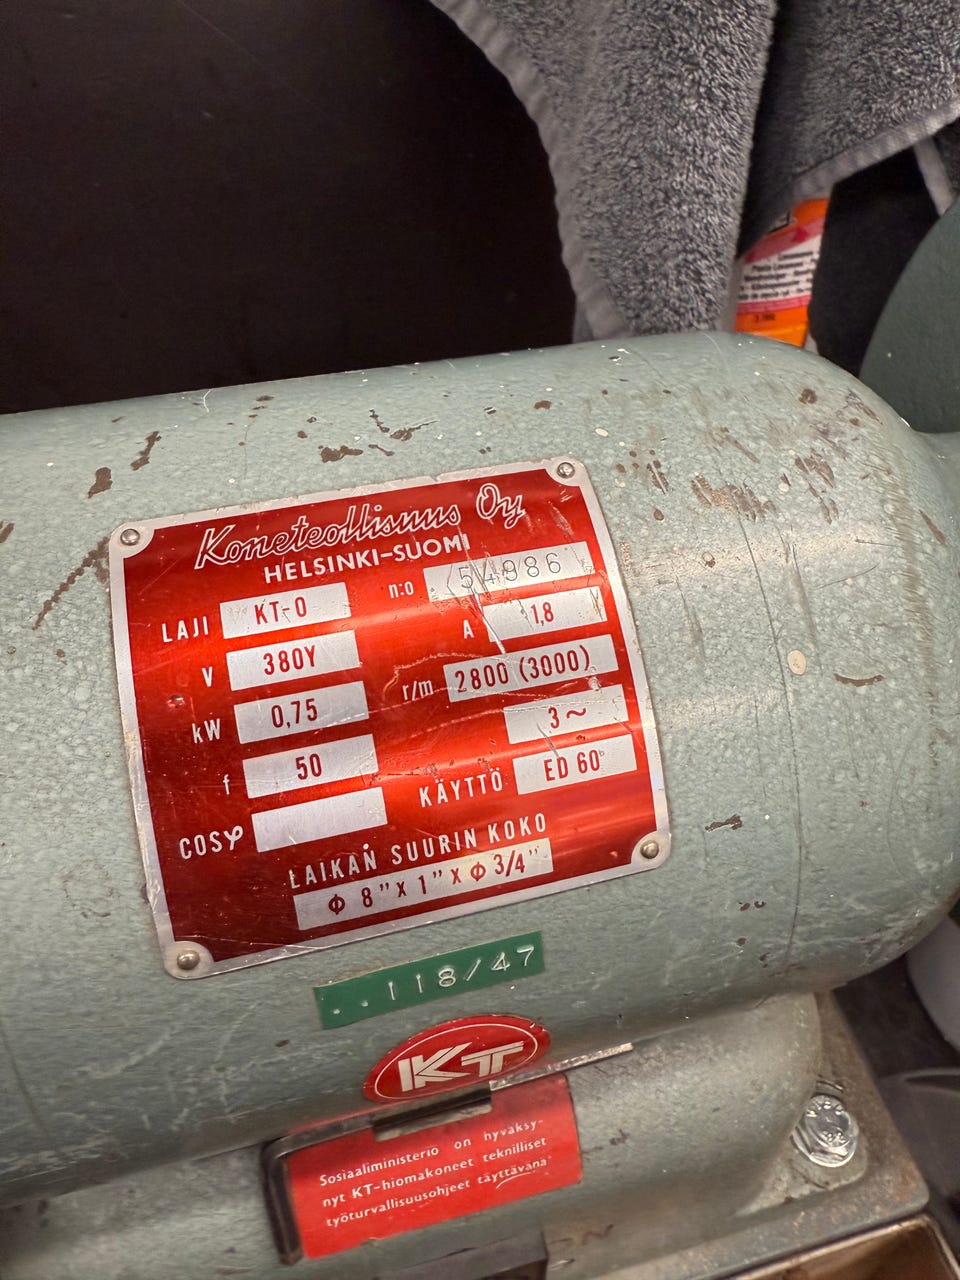 Koneteollisuus Oy
HELSINKI-SUOMI
n:o 54986
LAJI KT-0
A 1,8
V 380Y
r/m 2800 (3000)
kW 0,75
3~
f 50
KÄYTTÖ ED 60
COSφ
LAIKAN SUURIN KOKO
Φ 8" X 1" X Φ 3/4"
.118/47
KT
Sosiaaliministeriö on hyväksy-
nyt KT-hiomakoneet teknilliset
työturvallisuusohjeet täyttävänä